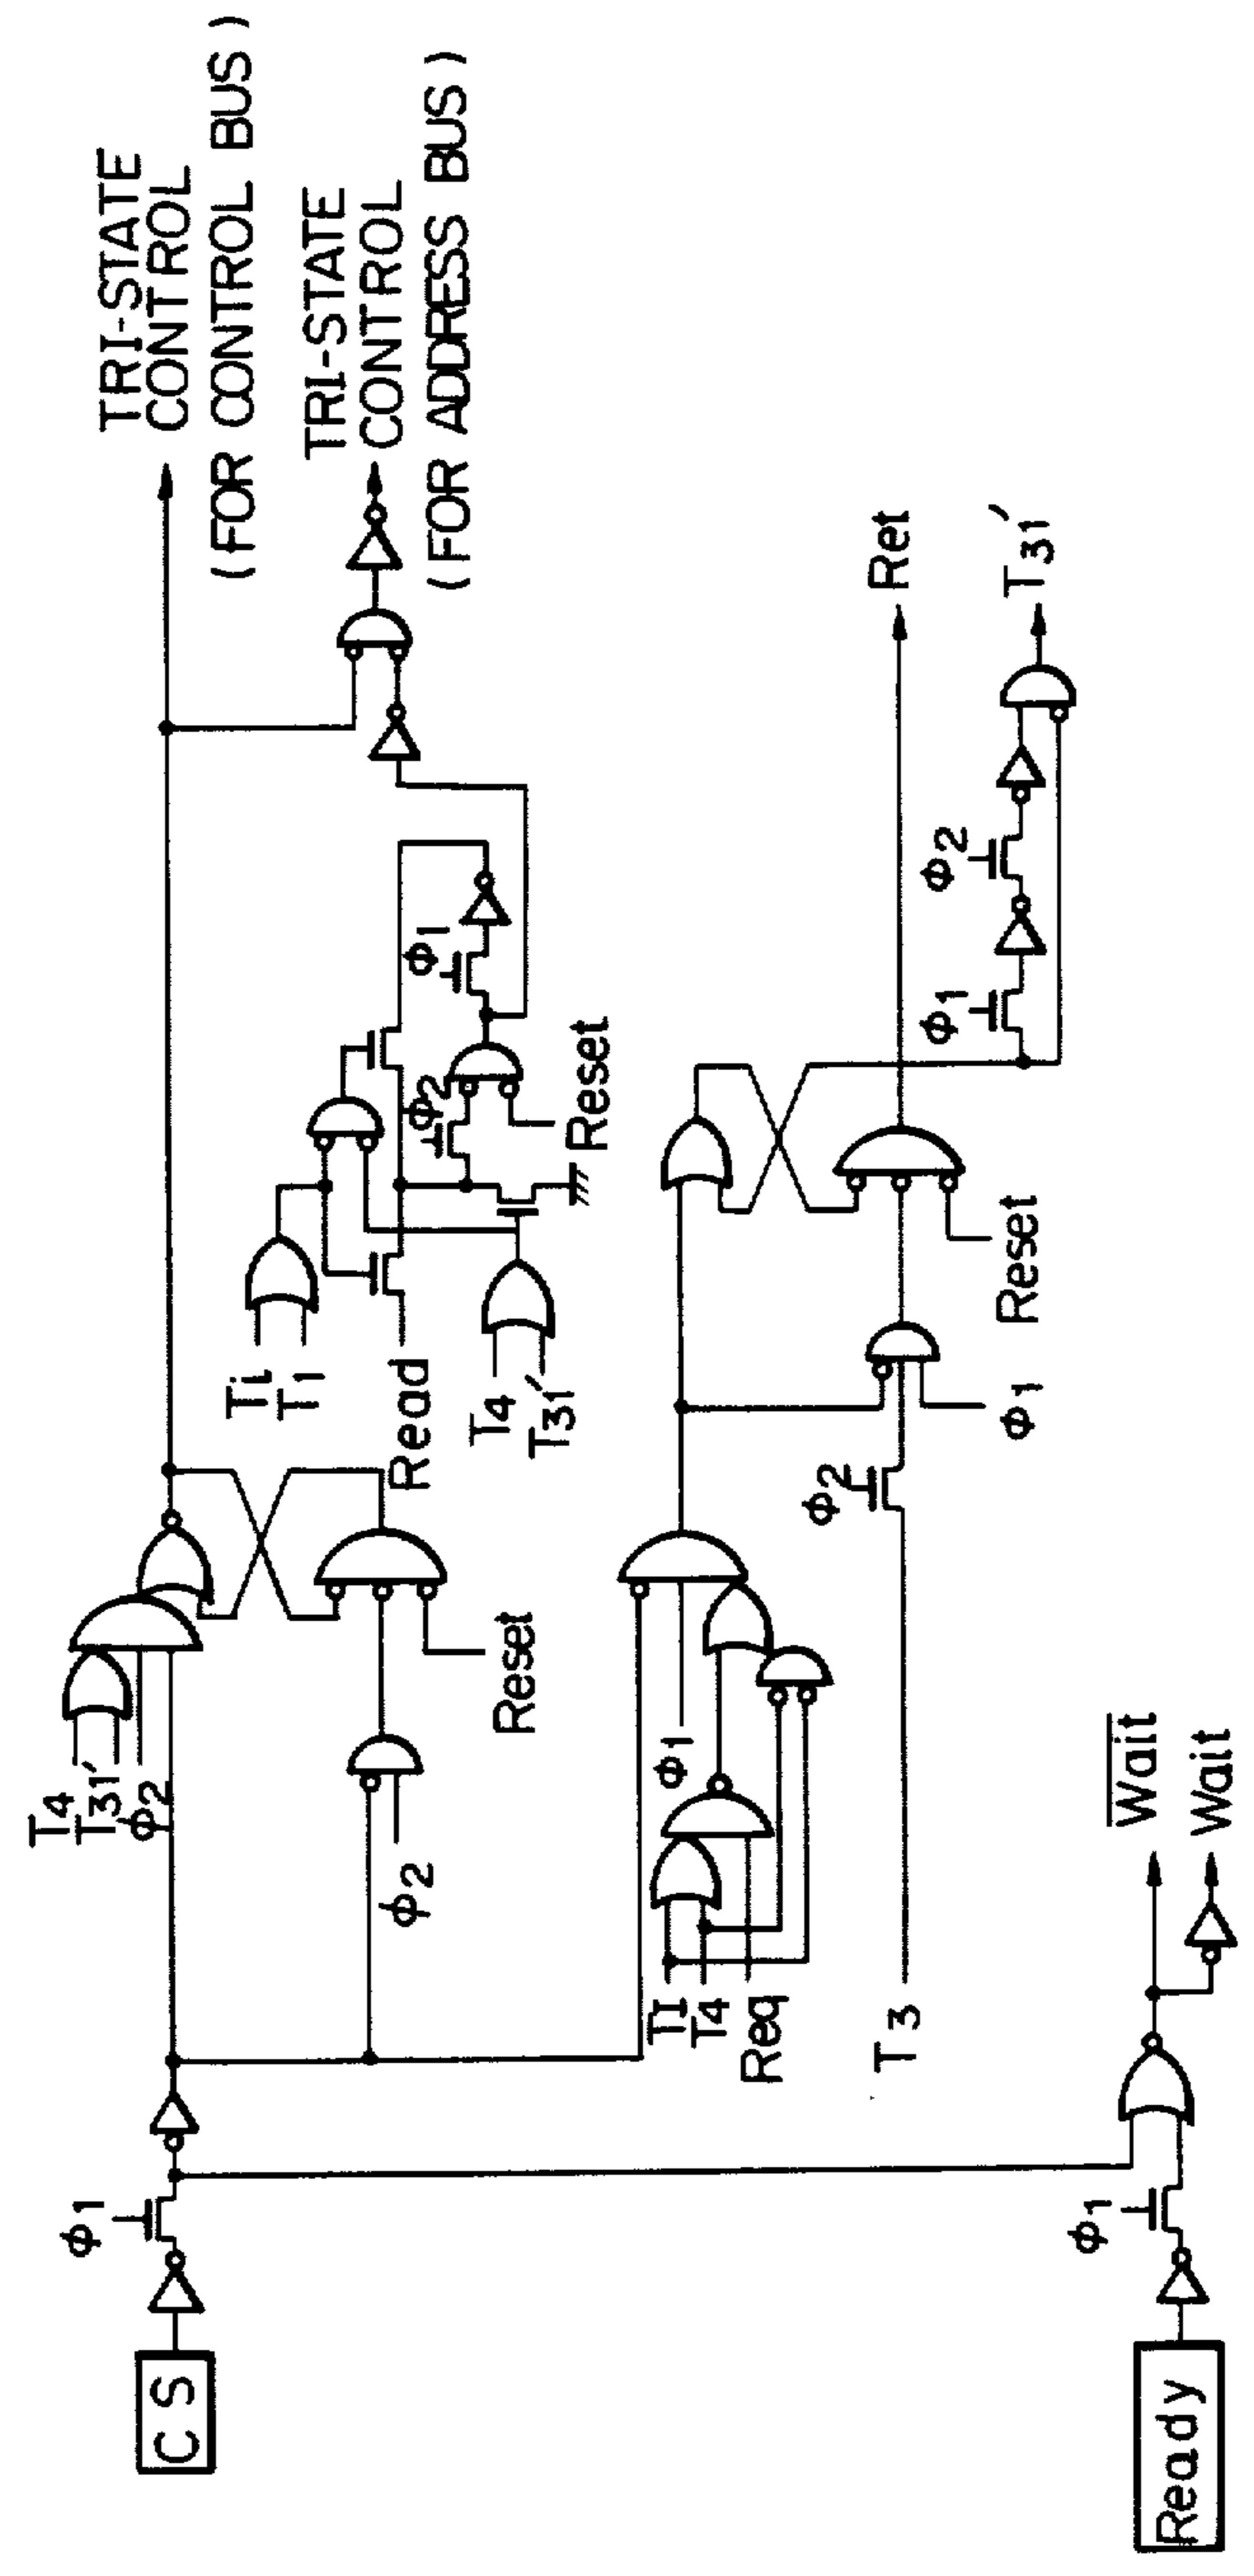 CS
Φ1
T4
T31'
Φ2
Φ2
Reset
Ti
T1
Read
T4
T31'
Φ2
Φ1
Reset
TRI-STATE
CONTROL
(FOR CONTROL BUS)
TRI-STATE
CONTROL
(FOR ADDRESS BUS)
TI
T4
Req
Φ1
T3
Φ2
Φ1
Reset
Ret
Φ1
Φ2
T31'
Ready
Φ1
Wait
Wait